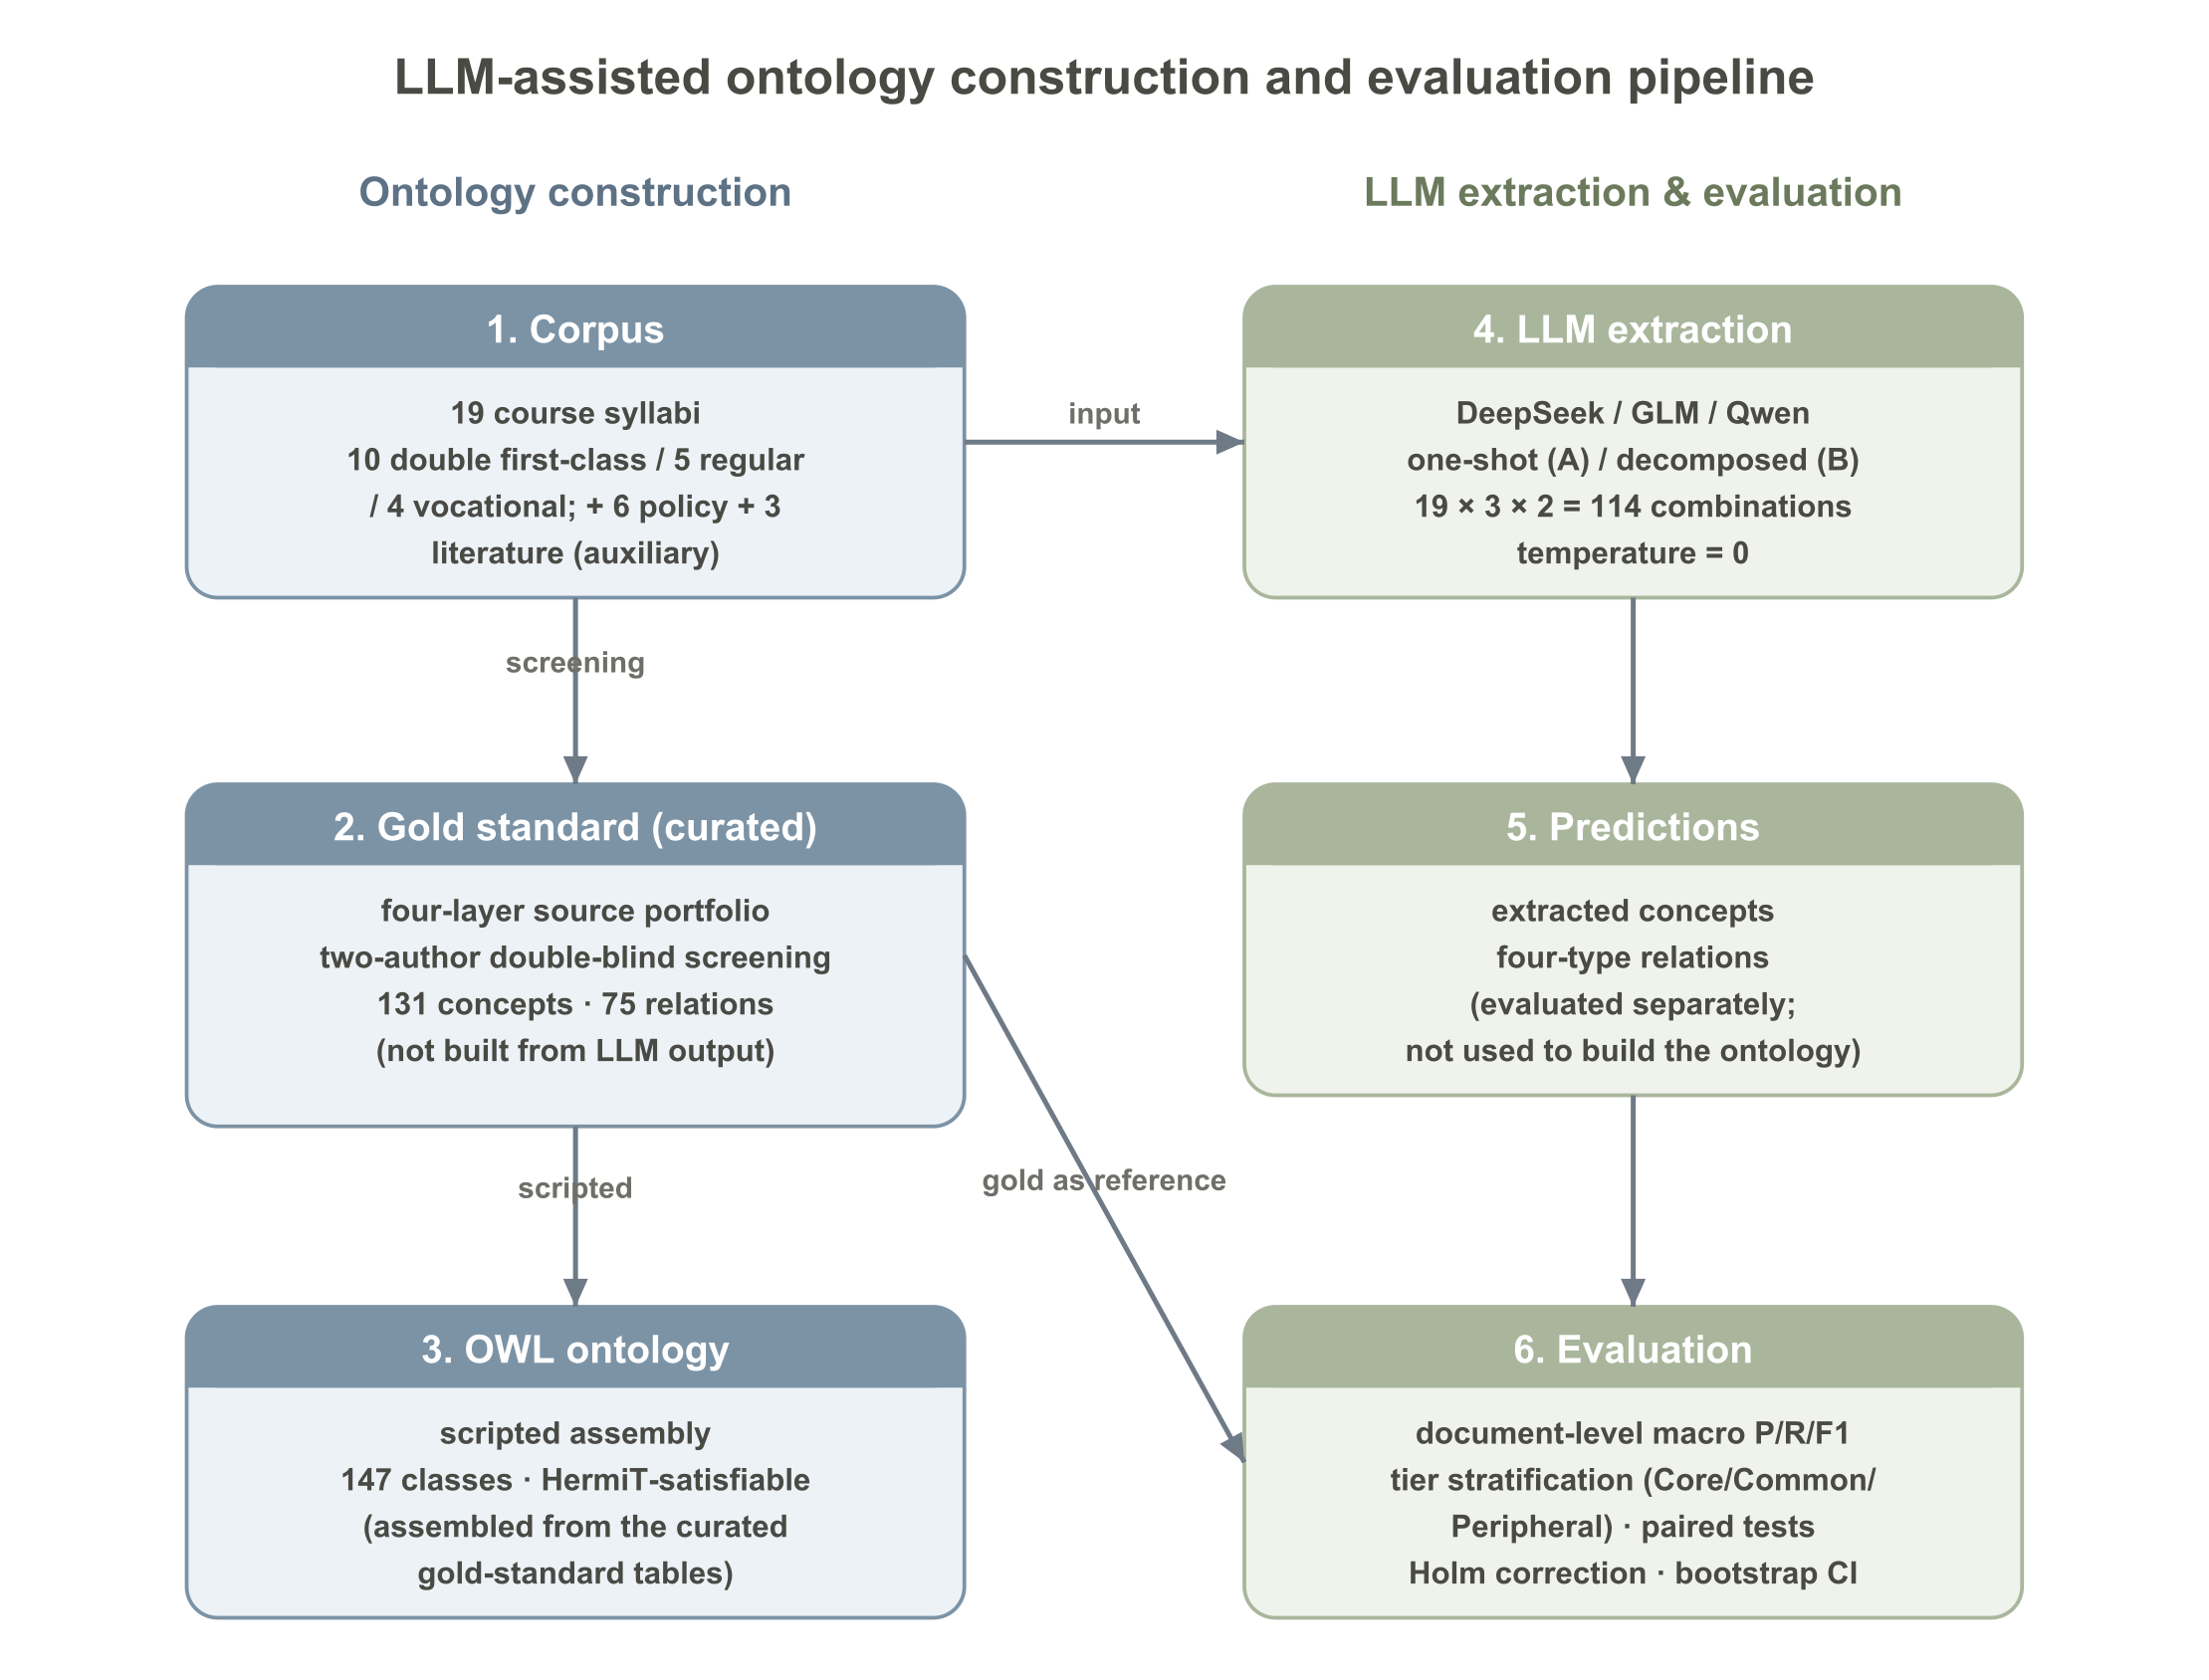 LLM-assisted ontology construction and evaluation pipeline
Ontology construction
LLM extraction & evaluation
1. Corpus
19 course syllabi
10 double first-class / 5 regular
/ 4 vocational; + 6 policy + 3
literature (auxiliary)
input
4. LLM extraction
DeepSeek / GLM / Qwen
one-shot (A) / decomposed (B)
19 × 3 × 2 = 114 combinations
temperature = 0
screening
2. Gold standard (curated)
four-layer source portfolio
two-author double-blind screening
131 concepts · 75 relations
(not built from LLM output)
5. Predictions
extracted concepts
four-type relations
(evaluated separately;
not used to build the ontology)
scripted
gold as reference
3. OWL ontology
scripted assembly
147 classes · HermiT-satisfiable
(assembled from the curated
gold-standard tables)
6. Evaluation
document-level macro P/R/F1
tier stratification (Core/Common/
Peripheral) · paired tests
Holm correction · bootstrap CI